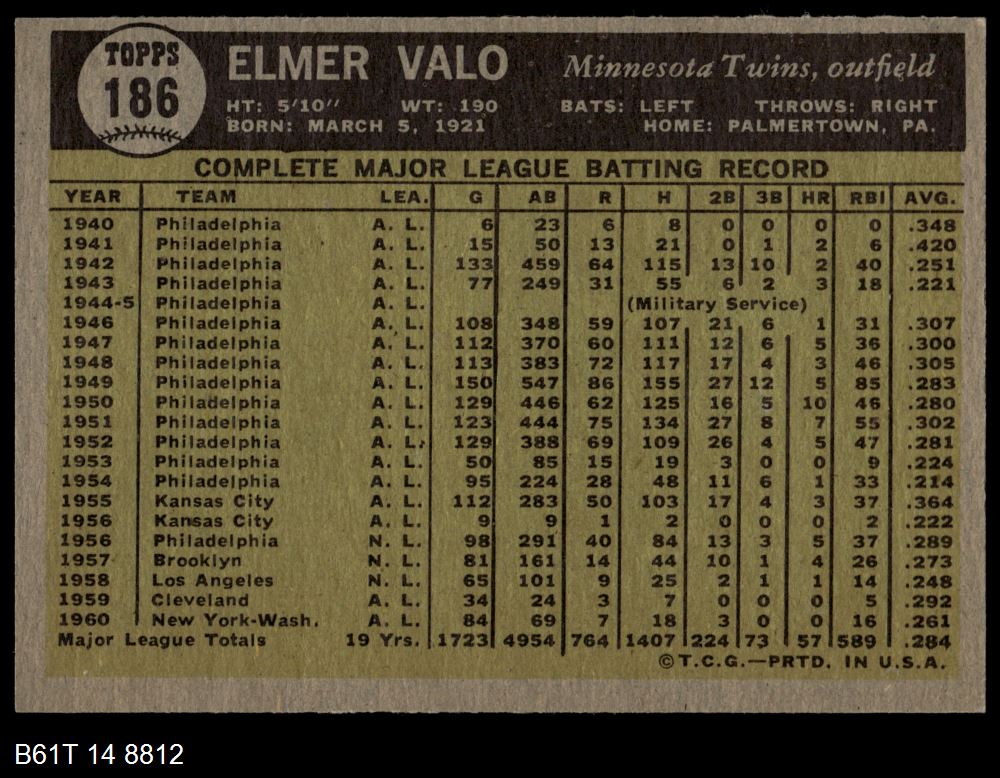 TOPPS
186
ELMER VALO
Minnesota Twins, outfield
HT: 5'10" WT: 190 BATS: LEFT THROWS: RIGHT
BORN: MARCH 5, 1921 HOME: PALMERTOWN, PA.
COMPLETE MAJOR LEAGUE BATTING RECORD
YEAR TEAM LEA. G AB R H 2B 3B HR RBI AVG.
1940 Philadelphia A. L. 6 23 6 8 0 0 0 0 .348
1941 Philadelphia A. L. 15 50 13 21 0 1 2 6 .420
1942 Philadelphia A. L. 133 459 64 115 13 10 2 40 .251
1943 Philadelphia A. L. 77 249 31 55 6 2 3 18 .221
1944-5 Philadelphia A. L. (Military Service)
1946 Philadelphia A. L. 108 348 59 107 21 6 1 31 .307
1947 Philadelphia A. L. 112 370 60 111 12 6 5 36 .300
1948 Philadelphia A. L. 113 383 72 117 17 4 3 46 .305
1949 Philadelphia A. L. 150 547 86 155 27 12 5 85 .283
1950 Philadelphia A. L. 129 446 62 125 16 5 10 46 .280
1951 Philadelphia A. L. 123 444 75 134 27 8 7 55 .302
1952 Philadelphia A. L. 129 388 69 109 26 4 5 47 .281
1953 Philadelphia A. L. 50 85 15 19 3 0 0 9 .224
1954 Philadelphia A. L. 95 224 28 48 11 6 1 33 .214
1955 Kansas City A. L. 112 283 50 103 17 4 3 37 .364
1956 Kansas City A. L. 9 9 1 2 0 0 0 2 .222
1956 Philadelphia N. L. 98 291 40 84 13 3 5 37 .289
1957 Brooklyn N. L. 81 161 14 44 10 1 4 26 .273
1958 Los Angeles N. L. 65 101 9 25 2 1 1 14 .248
1959 Cleveland A. L. 34 24 3 7 0 0 0 5 .292
1960 New York-Wash. A. L. 84 69 7 18 3 0 0 16 .261
Major League Totals 19 Yrs. 1723 4954 764 1407 224 73 57 589 .284
©T.C.G.—PRTD. IN U.S.A.
B61T 14 8812